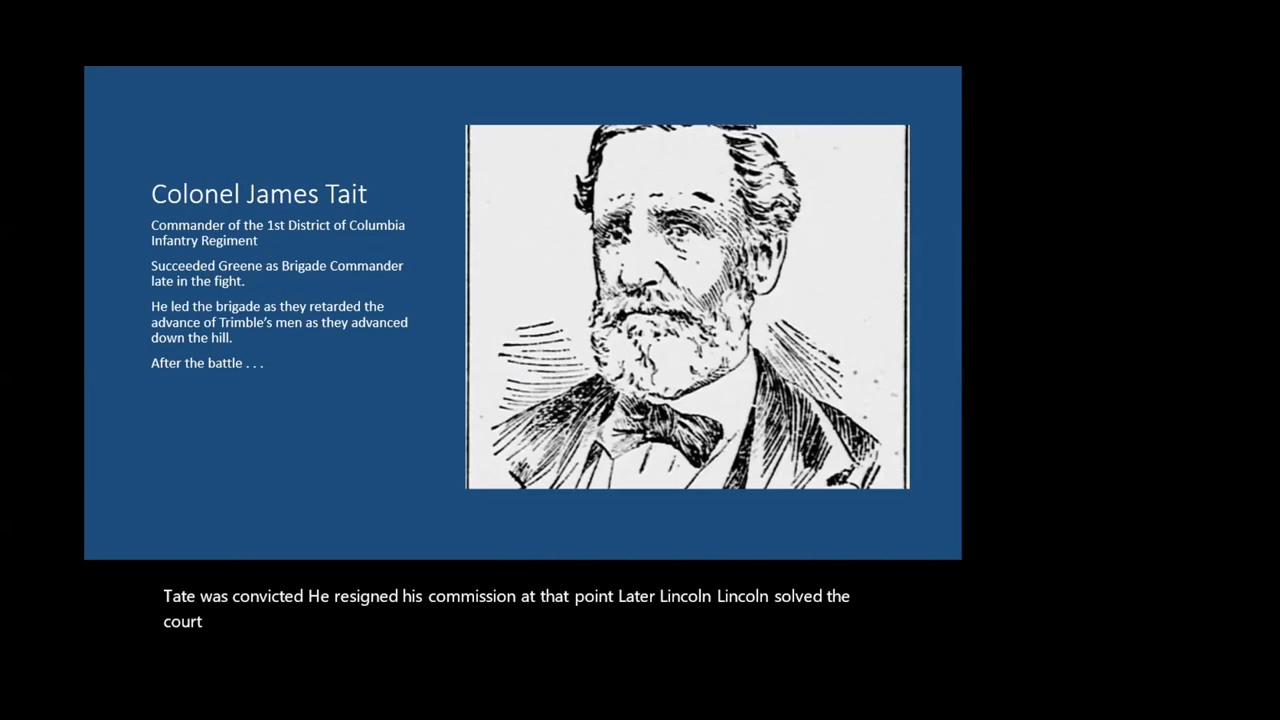 Colonel James Tait
Commander of the 1st District of Columbia
Infantry Regiment
Succeeded Greene as Brigade Commander
late in the fight.
He led the brigade as they retarded the
advance of Trimble's men as they advanced
down the hill.
After the battle . . .
Tate was convicted He resigned his commission at that point Later Lincoln Lincoln solved the
court